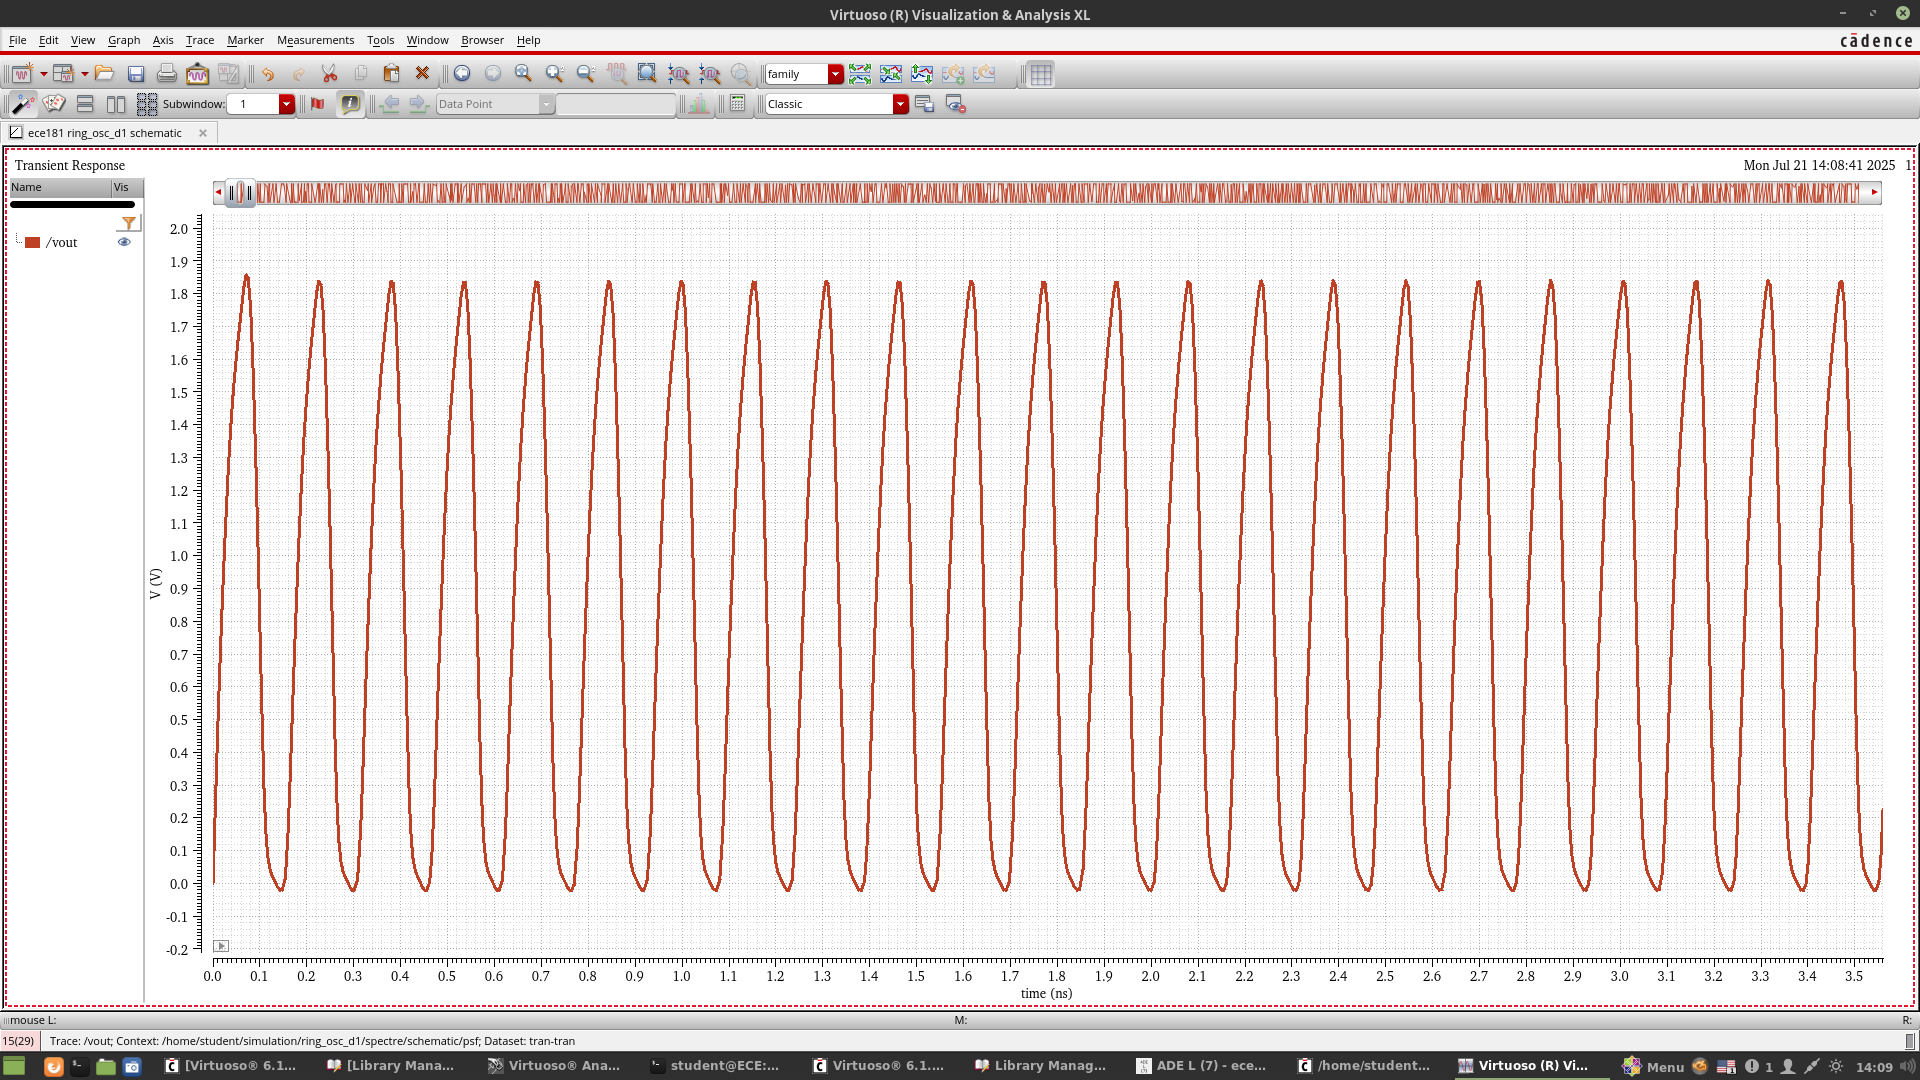 Virtuoso (R) Visualization & Analysis XL
File Edit View Graph Axis Trace Marker Measurements Tools Window Browser Help
cādence
family
Subwindow: 1 Data Point Classic
ece181 ring_osc_d1 schematic
Transient Response
Mon Jul 21 14:08:41 2025 1
Name Vis
/vout
2.0
1.9
1.8
1.7
1.6
1.5
1.4
1.3
1.2
1.1
1.0
0.9
0.8
0.7
0.6
0.5
0.4
0.3
0.2
0.1
0.0
-0.1
-0.2
V (V)
0.0 0.1 0.2 0.3 0.4 0.5 0.6 0.7 0.8 0.9 1.0 1.1 1.2 1.3 1.4 1.5 1.6 1.7 1.8 1.9 2.0 2.1 2.2 2.3 2.4 2.5 2.6 2.7 2.8 2.9 3.0 3.1 3.2 3.3 3.4 3.5
time (ns)
mouse L: M: R:
15(29) Trace: /vout; Context: /home/student/simulation/ring_osc_d1/spectre/schematic/psf; Dataset: tran-tran
[Virtuoso® 6.1.... [Library Mana... Virtuoso® Ana... student@ECE:... Virtuoso® 6.1.... Library Manag... ADE L (7) - ece... /home/student... Virtuoso (R) Vi... Menu 1 14:09